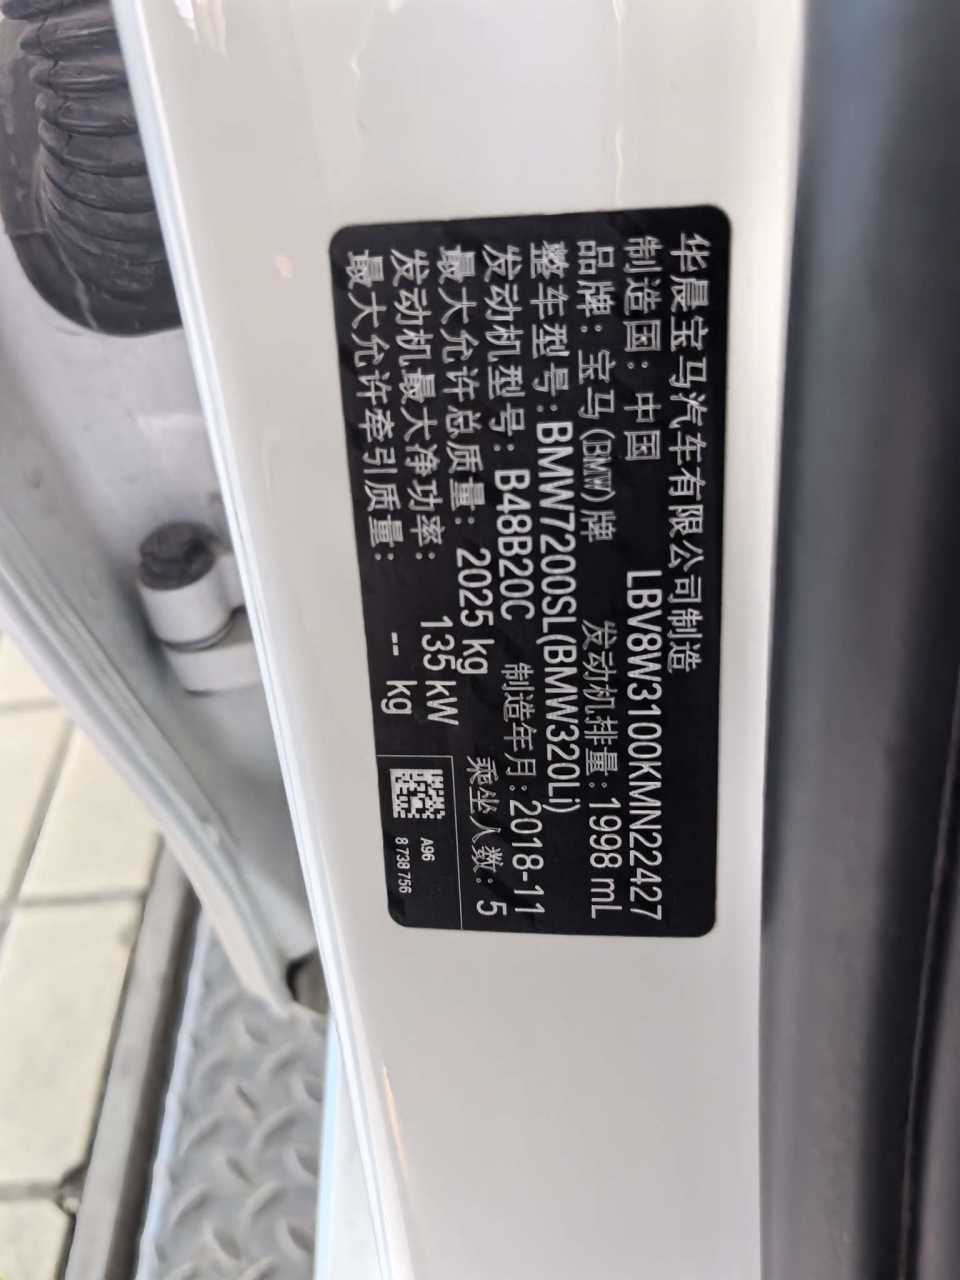 华晨宝马汽车有限公司制造
制造国：中国 LBV8W3100KMN22427
品牌：宝马(BMW)牌 发动机排量：1998 mL
整车型号：BMW7200SL(BMW320Li)
发动机型号：B48B20C 制造年月：2018-11
最大允许总质量：2025 kg 乘坐人数：5
发动机最大净功率：135 kW
最大允许牵引质量：-- kg
A96
8 738 756